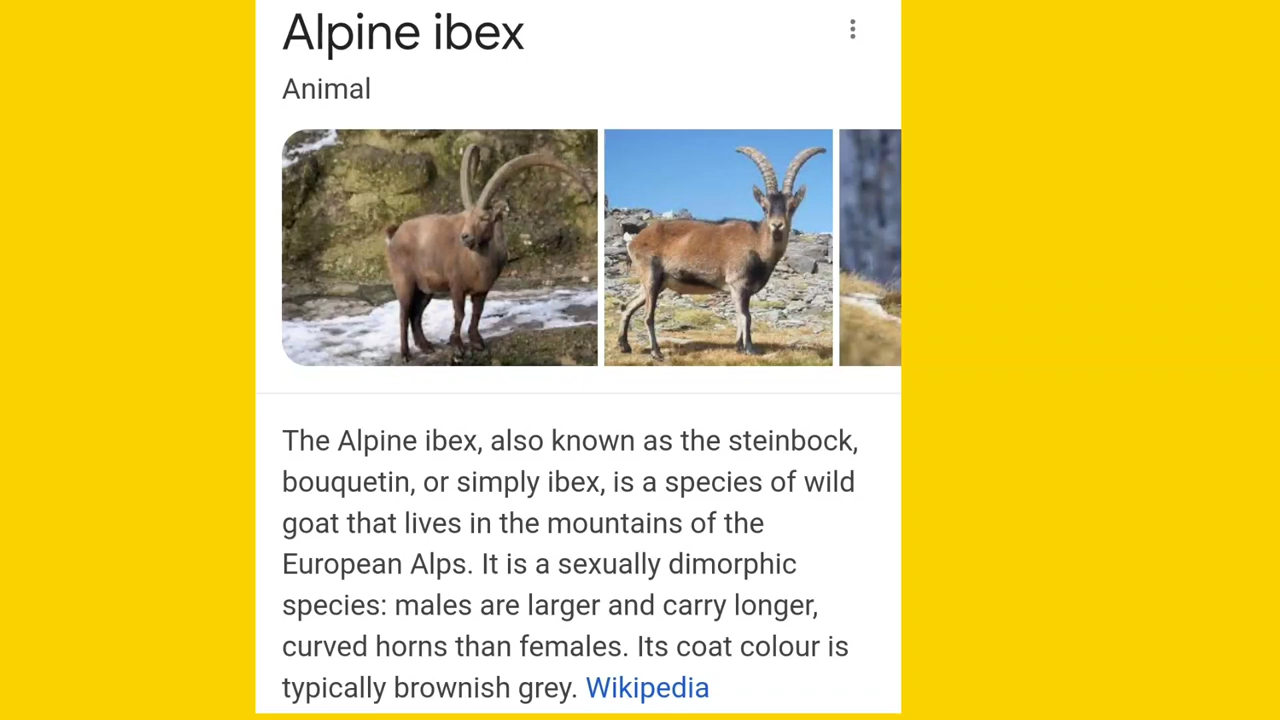 Alpine ibex
Animal
The Alpine ibex, also known as the steinbock,
bouquetin, or simply ibex, is a species of wild
goat that lives in the mountains of the
European Alps. It is a sexually dimorphic
species: males are larger and carry longer,
curved horns than females. Its coat colour is
typically brownish grey. Wikipedia